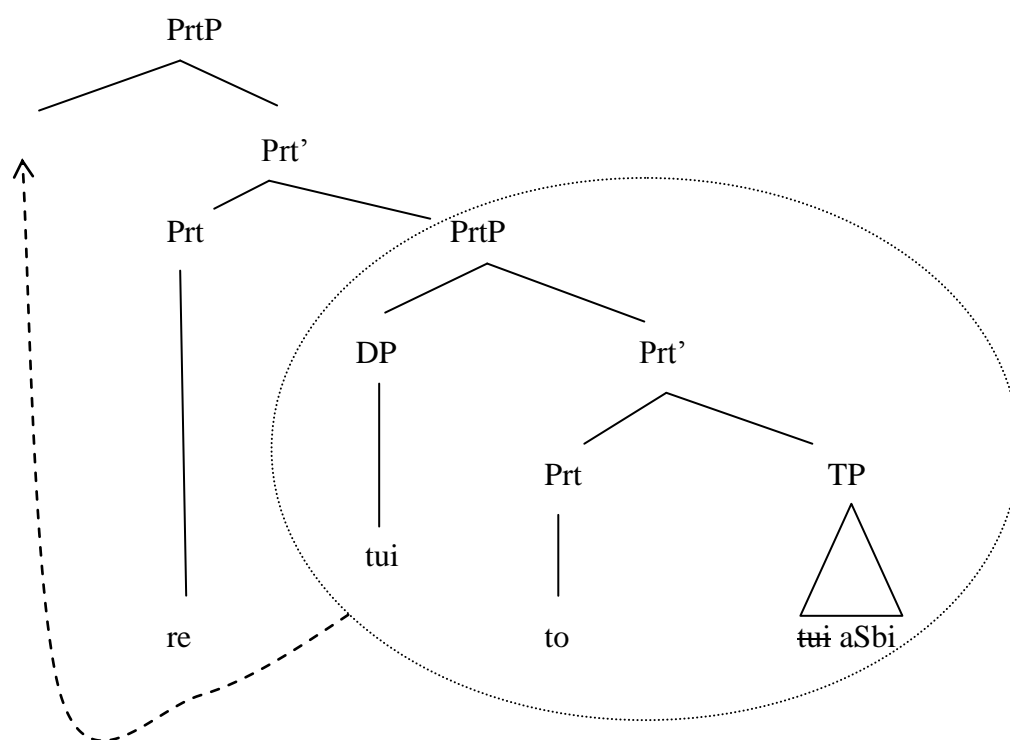 PrtP
Prt’
Prt PrtP
DP Prt’
Prt TP
tui
re to tui aSbi